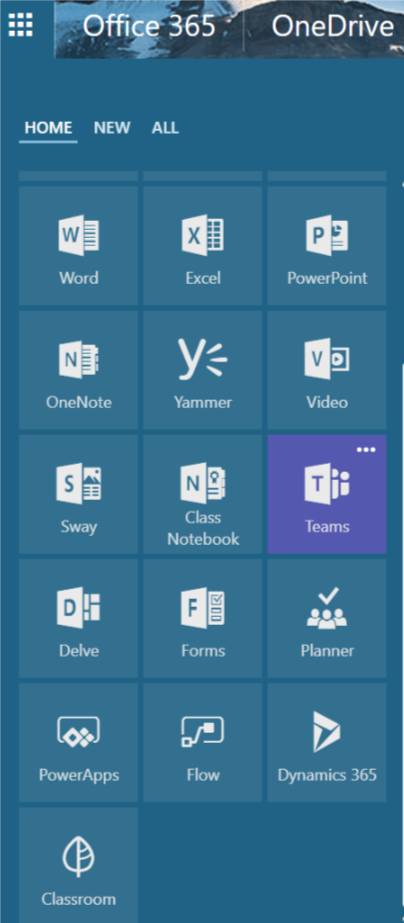 Office 365 OneDrive
HOME NEW ALL
Word Excel PowerPoint
OneNote Yammer Video
Sway Class Notebook Teams
Delve Forms Planner
PowerApps Flow Dynamics 365
Classroom